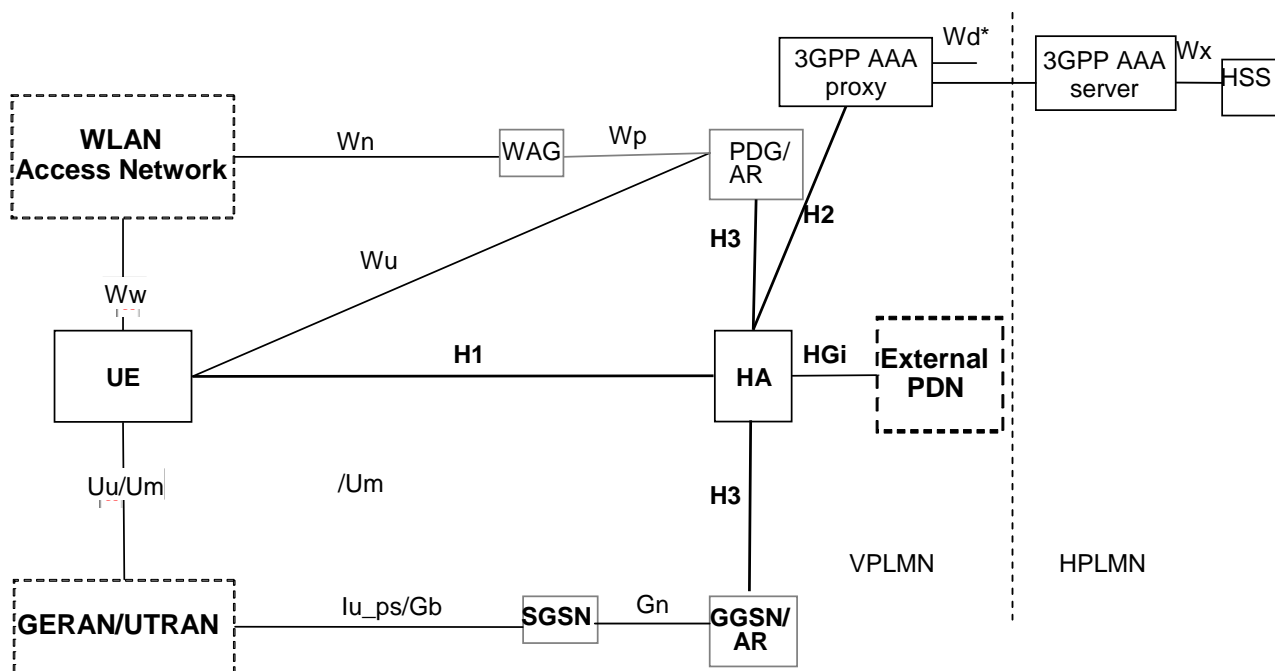 Wd*
3GPP AAA
proxy
3GPP AAA
server
Wx
HSS
WLAN
Access Network
Wn
WAG
Wp
PDG/
AR
H2
H3
Wu
Ww
UE
H1
HA
HGi
External
PDN
Uu/Um
/Um
H3
VPLMN
HPLMN
GERAN/UTRAN
Iu_ps/Gb
SGSN
Gn
GGSN/
AR